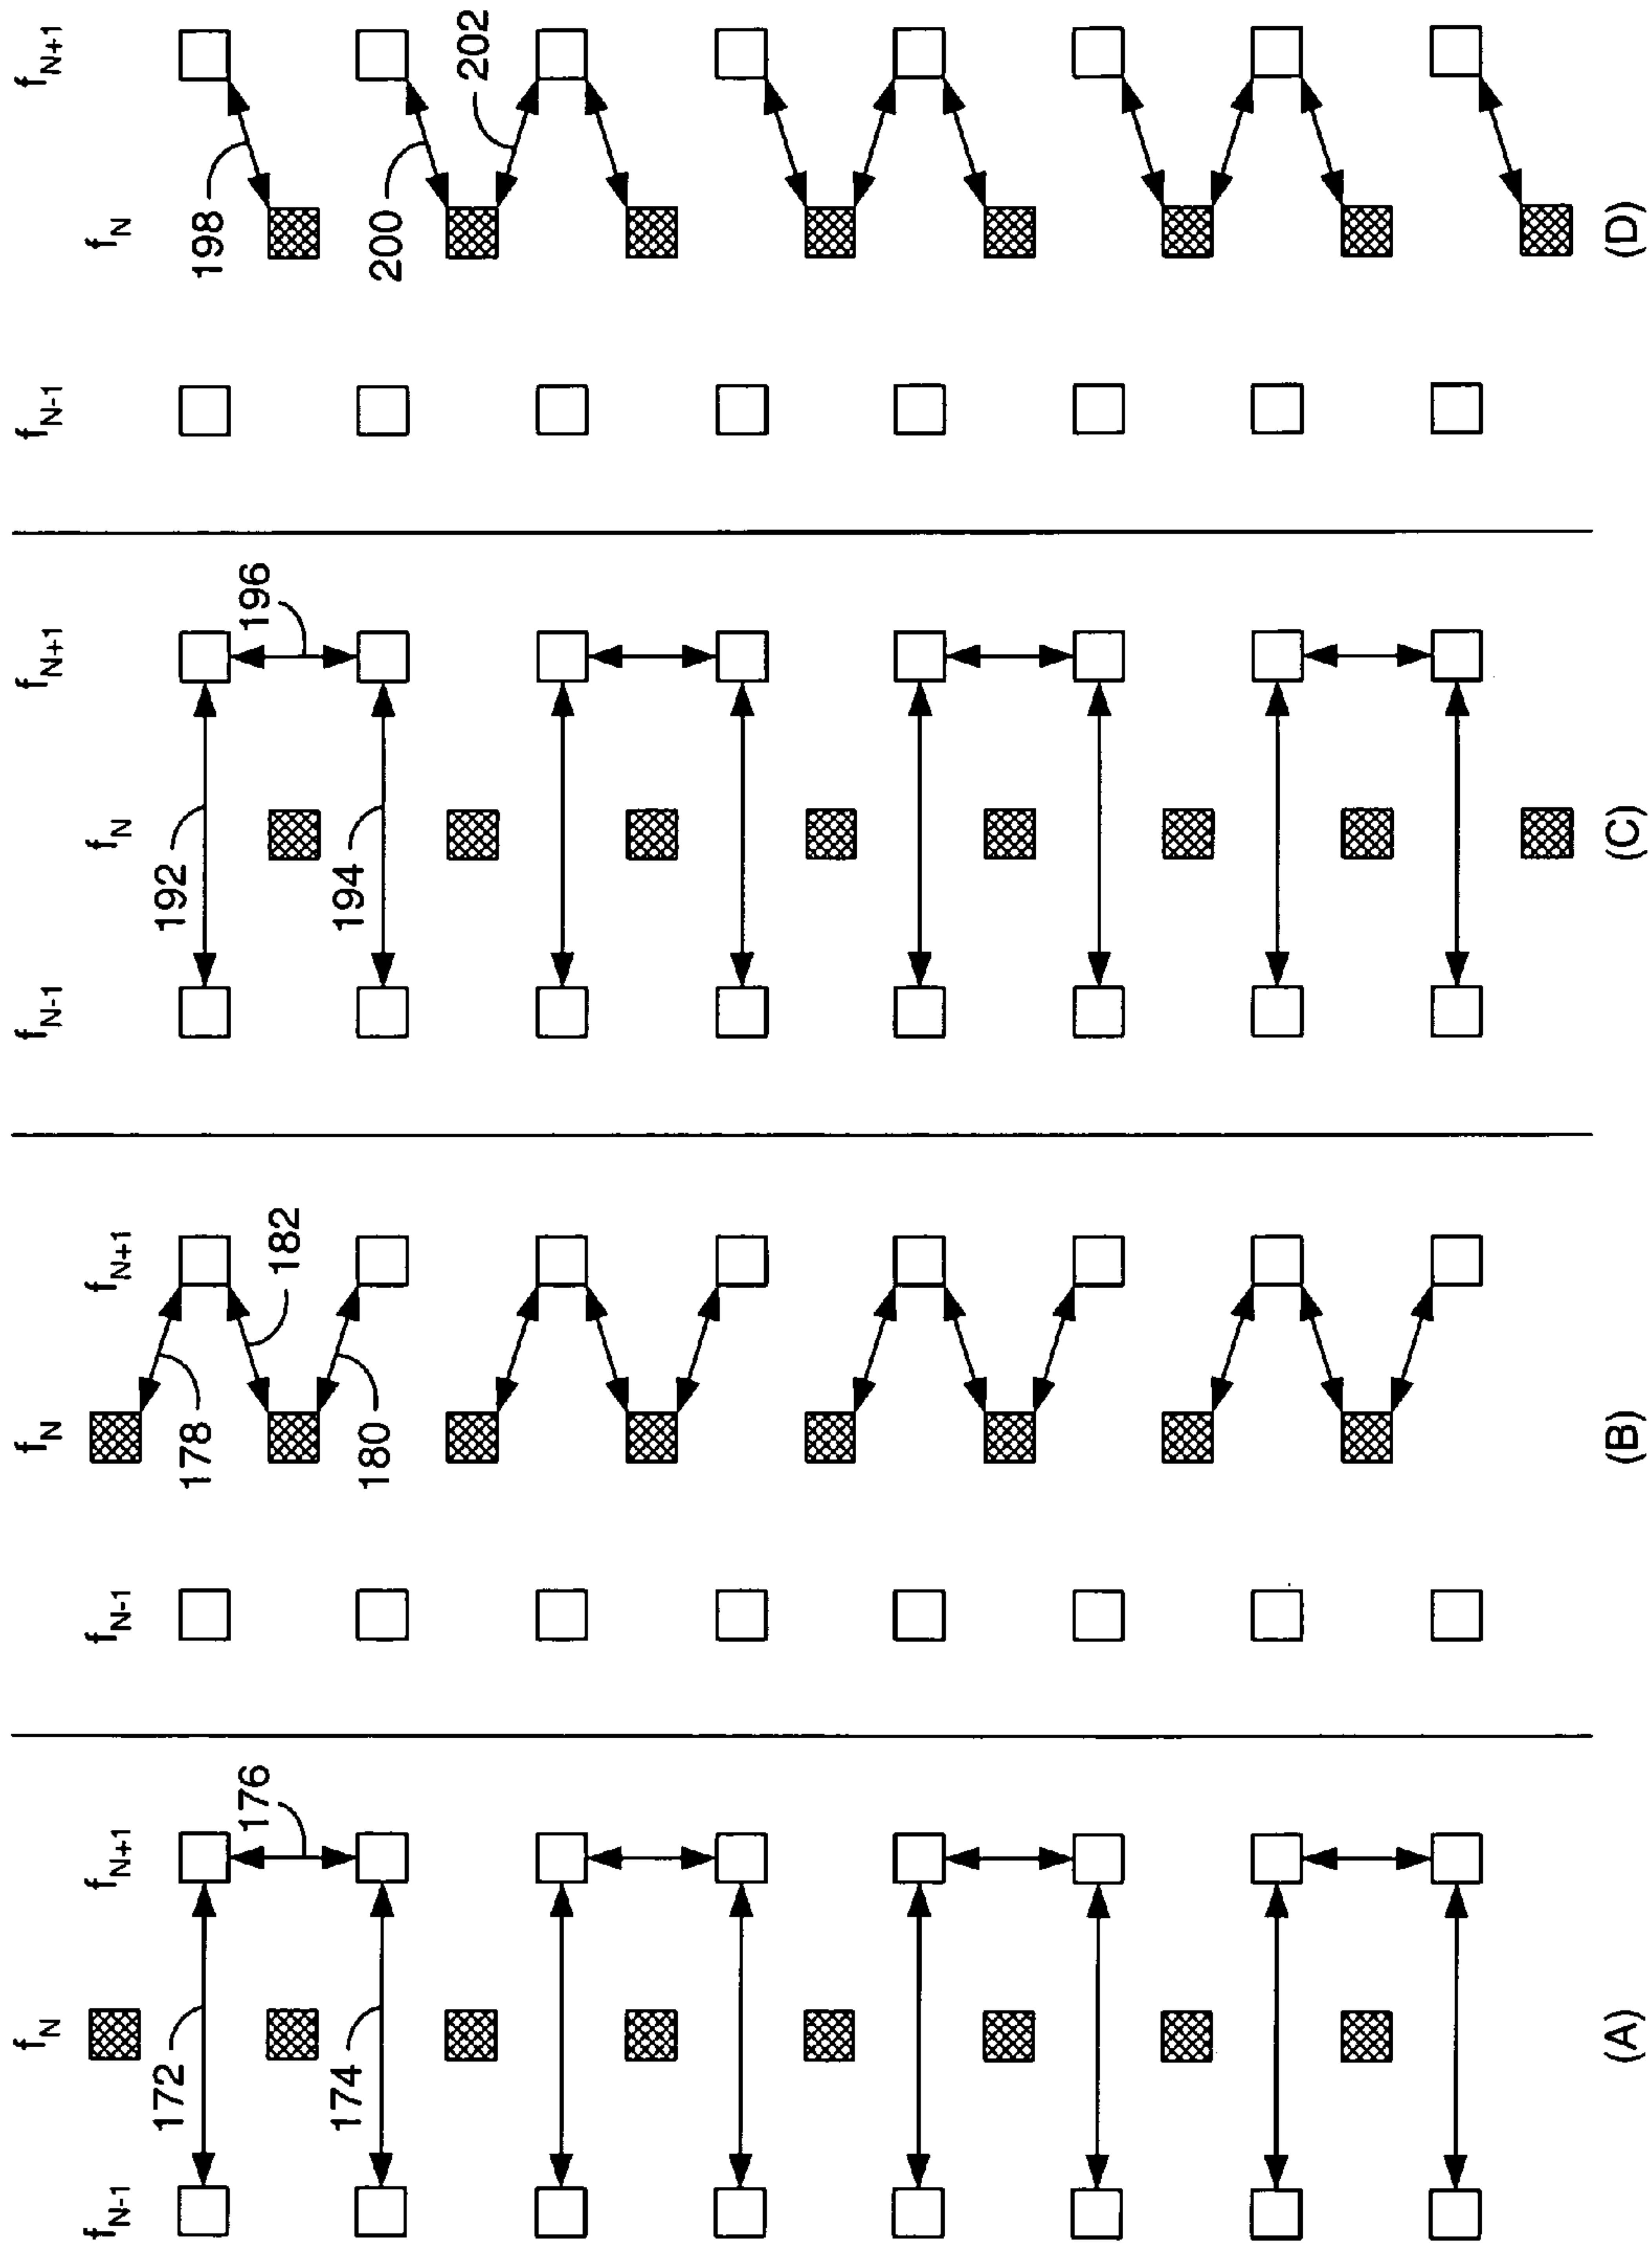 f_N-1 f_N f_N+1
172
174
176
(A)
f_N-1 f_N f_N+1
178
182
180
(B)
f_N-1 f_N f_N+1
192
194
196
(C)
f_N-1 f_N f_N+1
198
200
202
(D)